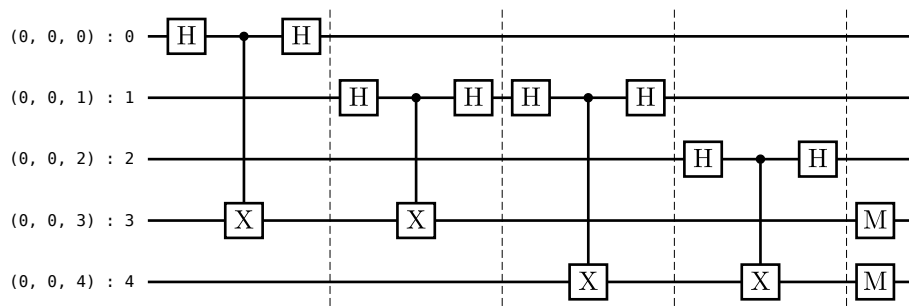 (0, 0, 0) : 0 H H
(0, 0, 1) : 1 H H H H
(0, 0, 2) : 2 H H
(0, 0, 3) : 3 X X M
(0, 0, 4) : 4 X X M